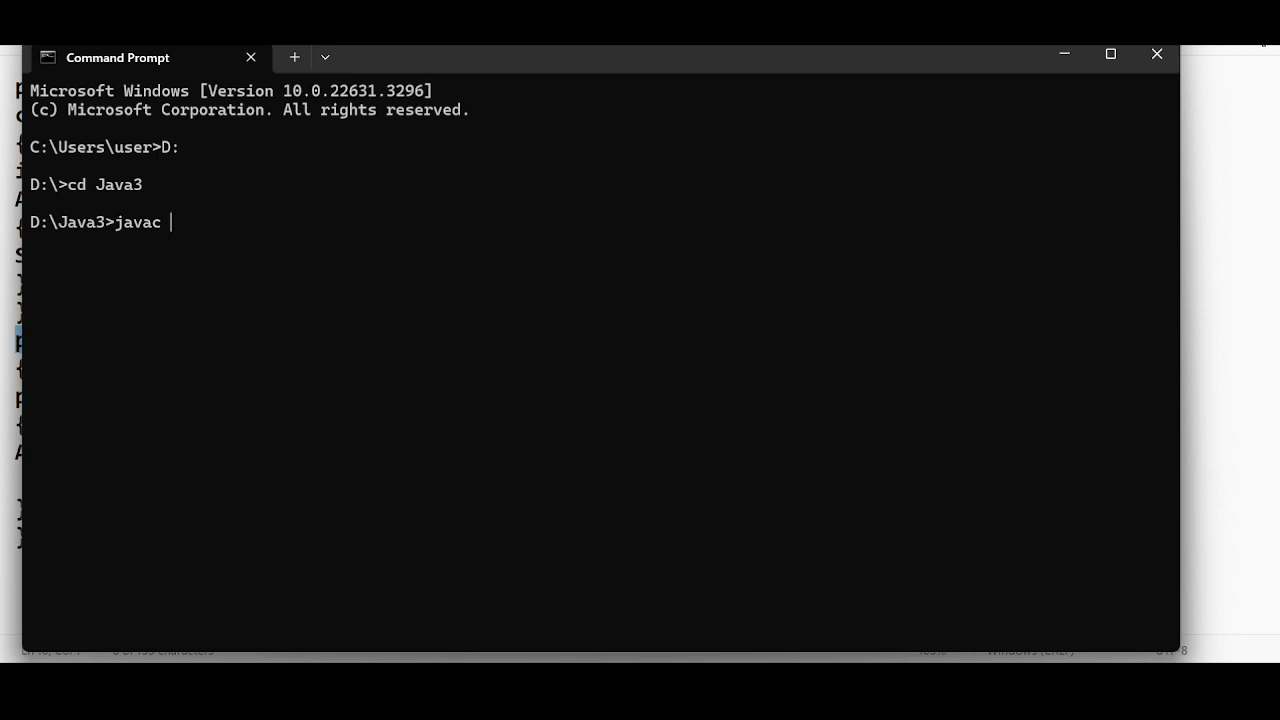 Command Prompt
Microsoft Windows [Version 10.0.22631.3296]
(c) Microsoft Corporation. All rights reserved.
C:\Users\user>D:
D:\>cd Java3
D:\Java3>javac